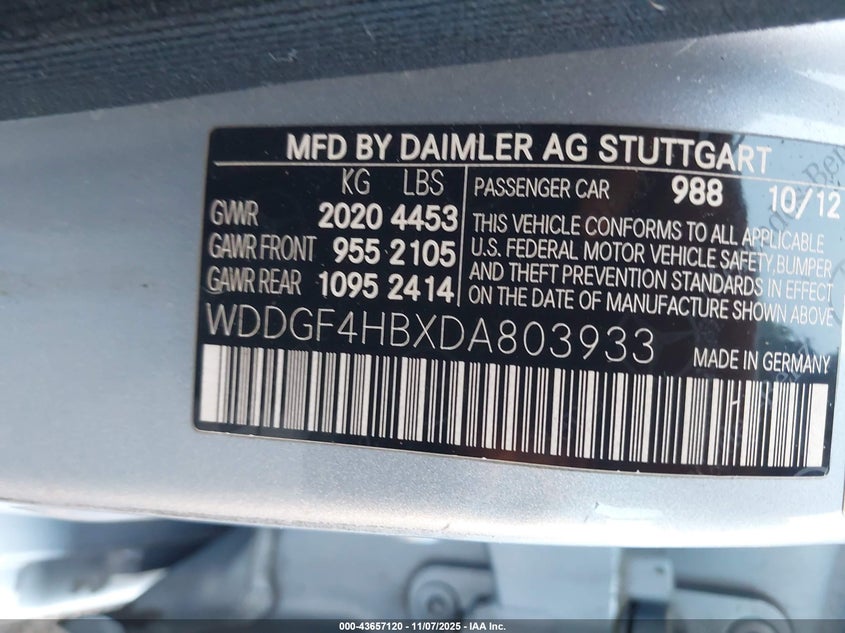 MFD BY DAIMLER AG STUTTGART
KG LBS
GVWR 2020 4453
GAWR FRONT 955 2105
GAWR REAR 1095 2414
PASSENGER CAR 988 10/12
THIS VEHICLE CONFORMS TO ALL APPLICABLE
U.S. FEDERAL MOTOR VEHICLE SAFETY, BUMPER
AND THEFT PREVENTION STANDARDS IN EFFECT
ON THE DATE OF MANUFACTURE SHOWN ABOVE
WDDGF4HBXDA803933
MADE IN GERMANY
000-43657120 — 11/07/2025 — IAA Inc.